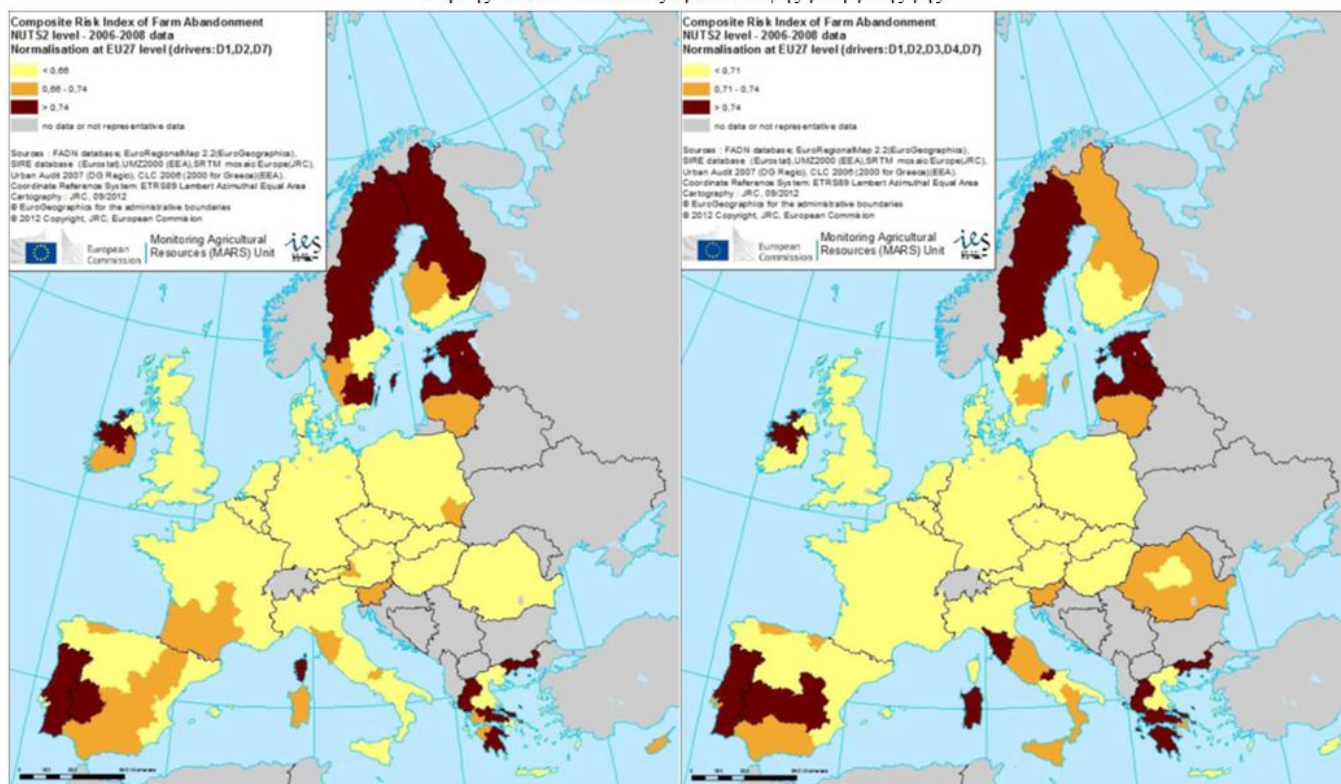 Composite Risk Index of Farm Abandonment
NUTS2 level - 2006-2008 data
Normalisation at EU27 level (drivers:D1,D2,D7)
< 0,66
0,66 - 0,74
> 0,74
no data or not representative data
Sources : FADN database; EuroRegionalMap 2.2(EuroGeographics),
SIRE database (Eurostat),UMZ2000 (EEA),SRTM mosaic Europe(JRC),
Urban Audit 2007 (DG Regio), CLC 2006 (2000 for Greece)(EEA).
Coordinate Reference System: ETRS89 Lambert Azimuthal Equal Area
Cartography : JRC, 09/2012
© EuroGeographics for the administrative boundaries
© 2012 Copyright, JRC, European Commision
European
Commission
Monitoring Agricultural
Resources (MARS) Unit
ies
Composite Risk Index of Farm Abandonment
NUTS2 level - 2006-2008 data
Normalisation at EU27 level (drivers:D1,D2,D3,D4,D7)
< 0,71
0,71 - 0,74
> 0,74
no data or not representative data
Sources : FADN database; EuroRegionalMap 2.2(EuroGeographics),
SIRE database (Eurostat),UMZ2000 (EEA),SRTM mosaic Europe(JRC),
Urban Audit 2007 (DG Regio), CLC 2006 (2000 for Greece)(EEA).
Coordinate Reference System: ETRS89 Lambert Azimuthal Equal Area
Cartography : JRC, 09/2012
© EuroGeographics for the administrative boundaries
© 2012 Copyright, JRC, European Commision
European
Commission
Monitoring Agricultural
Resources (MARS) Unit
ies